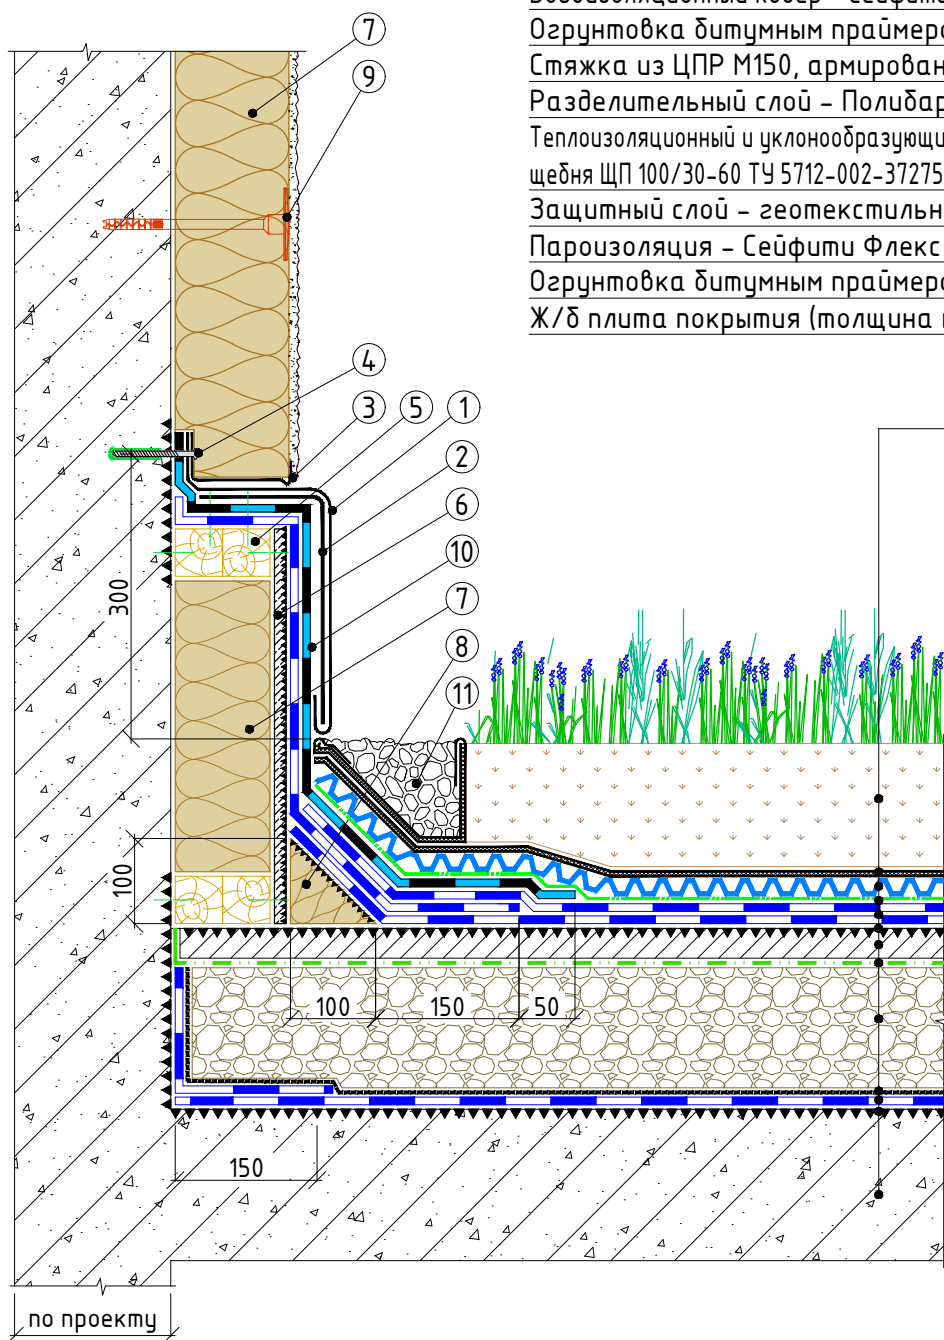 Огрунтовка битумным праймеро
Стяжка из ЦПР М150, армирован
Разделительный слой – Полибар
Теплоизоляционный и уклонообразующи
щебня ЩП 100/30-60 ТУ 5712-002-37275
Защитный слой – геотекстильн
Пароизоляция – Сейфити Флекс
Огрунтовка битумным праймеро
Ж/б плита покрытия (толщина
7
9
4
3
5
1
2
6
10
7
8
11
300
100
100
150
50
150
по проекту